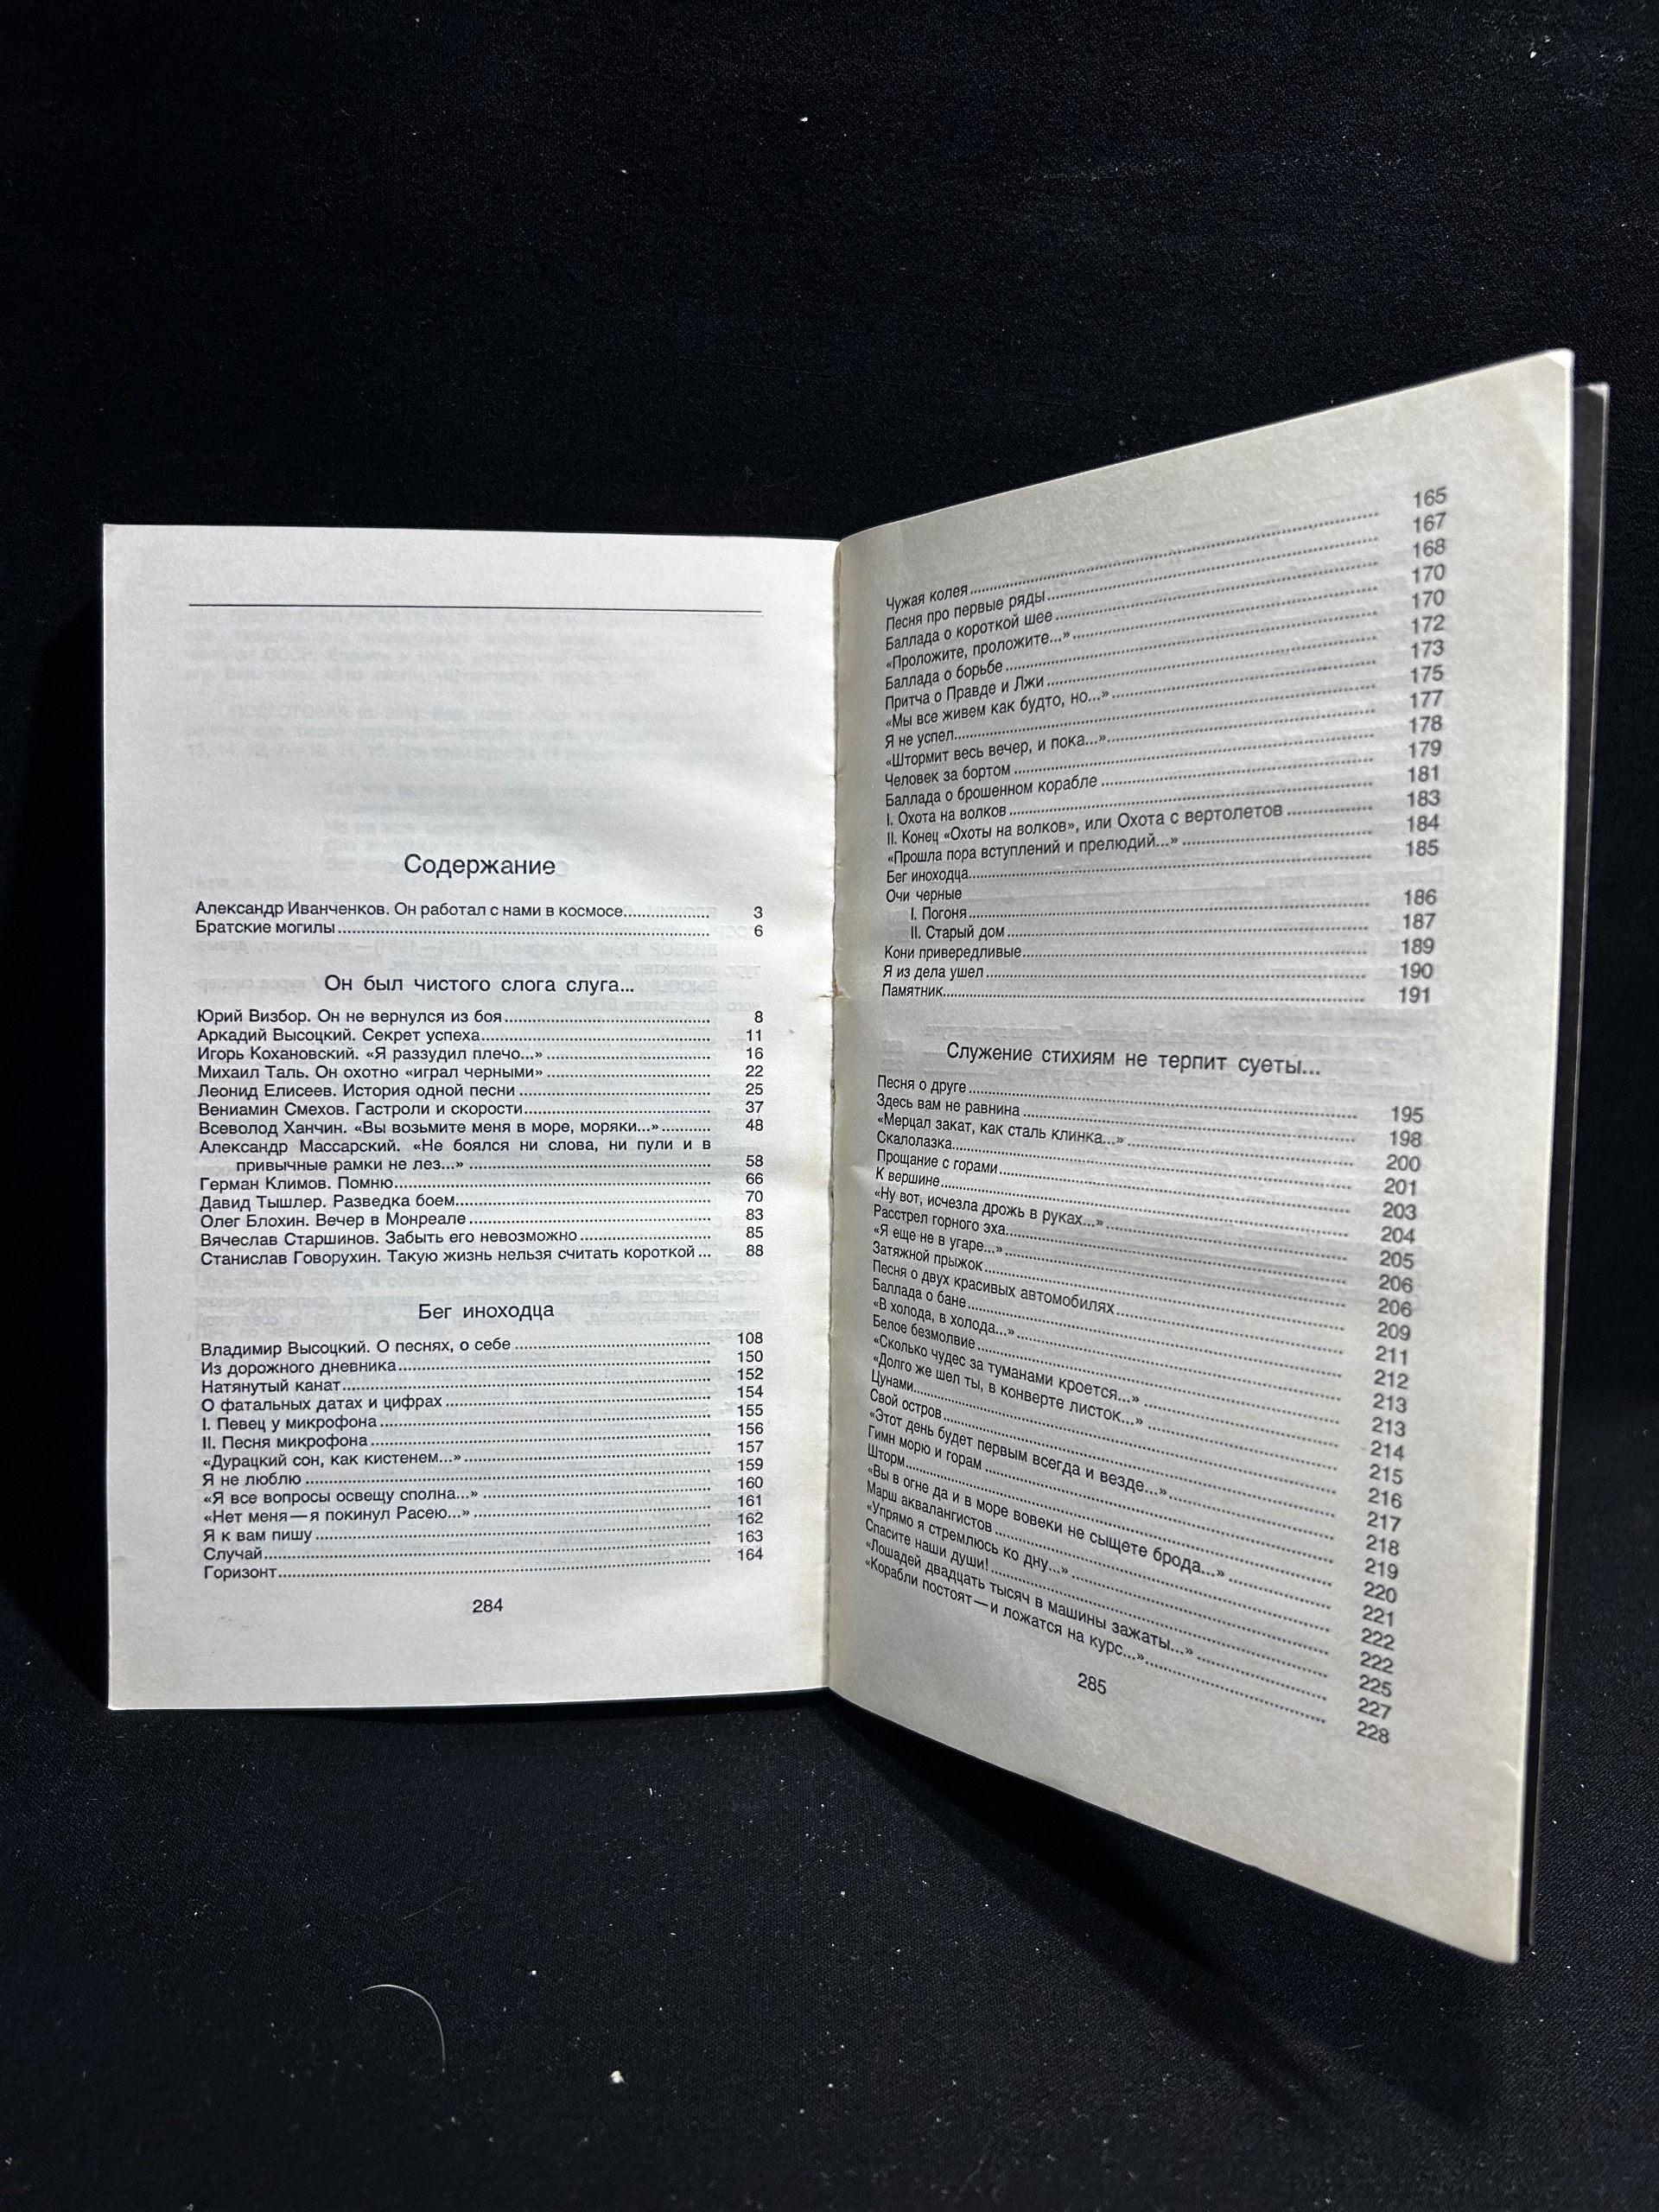 Содержание
Александр Иванченков. Он работал с нами в космосе.................. 3
Братские могилы.................. 6
Он был чистого слога слуга...
Юрий Визбор. Он не вернулся из боя.................. 8
Аркадий Высоцкий. Секрет успеха.................. 11
Игорь Кохановский. «Я раззудил плечо...».................. 16
Михаил Таль. Он охотно «играл черными».................. 22
Леонид Елисеев. История одной песни.................. 25
Вениамин Смехов. Гастроли и скорости.................. 37
Всеволод Ханчин. «Вы возьмите меня в море, моряки...».......... 48
Александр Массарский. «Не боялся ни слова, ни пули и в
привычные рамки не лез...».................. 58
Герман Климов. Помню.................. 66
Давид Тышлер. Разведка боем.................. 70
Олег Блохин. Вечер в Монреале.................. 83
Вячеслав Старшинов. Забыть его невозможно.................. 85
Станислав Говорухин. Такую жизнь нельзя считать короткой... 88
Бег иноходца
Владимир Высоцкий. О песнях, о себе.................. 108
Из дорожного дневника.................. 150
Натянутый канат.................. 152
О фатальных датах и цифрах.................. 154
I. Певец у микрофона.................. 155
II. Песня микрофона.................. 156
«Дурацкий сон, как кистенем...».................. 157
Я не люблю.................. 159
«Я все вопросы освещу сполна...».................. 160
«Нет меня — я покинул Расею...».................. 161
Я к вам пишу.................. 162
Случай.................. 163
Горизонт.................. 164
284
Чужая колея.................. 165
Песня про первые ряды.................. 167
Баллада о короткой шее.................. 168
«Проложите, проложите...».................. 170
Баллада о борьбе.................. 170
Притча о Правде и Лжи.................. 172
«Мы все живем как будто, но...».................. 173
Я не успел.................. 175
«Штормит весь вечер, и пока...».................. 177
Человек за бортом.................. 178
Баллада о брошенном корабле.................. 179
I. Охота на волков.................. 181
II. Конец «Охоты на волков», или Охота с вертолетов.......... 183
«Прошла пора вступлений и прелюдий...».................. 184
Бег иноходца.................. 185
Очи черные
I. Погоня.................. 186
II. Старый дом.................. 187
Кони привередливые.................. 189
Я из дела ушел.................. 190
Памятник.................. 191
Служение стихиям не терпит суеты...
Песня о друге.................. 195
Здесь вам не равнина.................. 198
«Мерцал закат, как сталь клинка...».................. 200
Скалолазка.................. 201
Прощание с горами.................. 203
К вершине.................. 204
«Ну вот, исчезла дрожь в руках...».................. 205
Расстрел горного эха.................. 206
«Я еще не в угаре...».................. 206
Затяжной прыжок.................. 209
Песня о двух красивых автомобилях.................. 211
Баллада о бане.................. 212
«В холода, в холода...».................. 213
Белое безмолвие.................. 213
«Сколько чудес за туманами кроется...».................. 214
«Долго же шел ты, в конверте листок...».................. 215
Цунами.................. 216
Свой остров.................. 217
«Этот день будет первым всегда и везде...».................. 218
Гимн морю и горам.................. 219
Шторм.................. 220
«Вы в огне да и в море вовеки не сыщете брода...».......... 221
Марш аквалангистов.................. 222
«Упрямо я стремлюсь ко дну...».................. 222
Спасите наши души!.................. 225
«Лошадей двадцать тысяч в машины зажаты...».................. 227
«Корабли постоят — и ложатся на курс...».................. 228
285